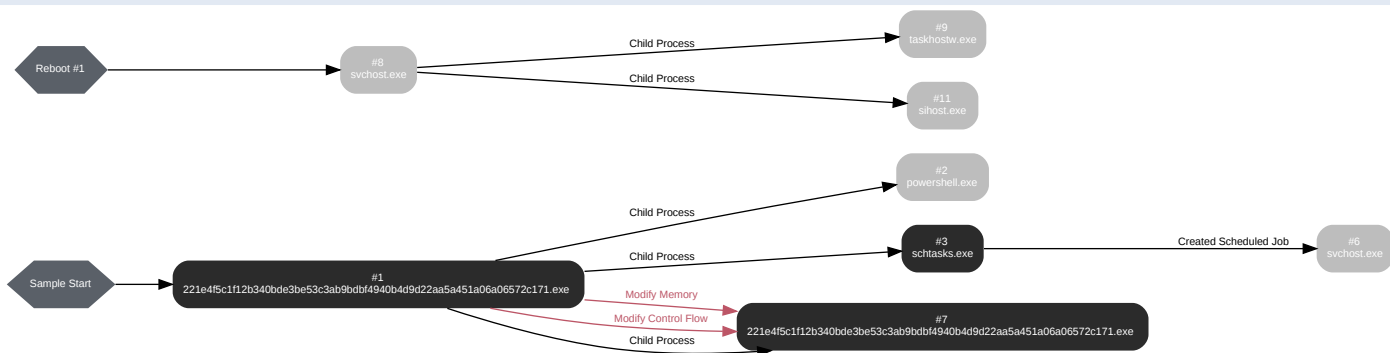 #9
taskhostw.exe
Child Process
Reboot #1
#8
svchost.exe
Child Process
#11
sihost.exe
#2
powershell.exe
Child Process
#3
schtasks.exe
Created Scheduled Job
#6
svchost.exe
Child Process
Sample Start
#1
221e4f5c1f12b340bde3be53c3ab9bdbf4940b4d9d22aa5a451a06a06572c171.exe
Modify Memory
Modify Control Flow
#7
221e4f5c1f12b340bde3be53c3ab9bdbf4940b4d9d22aa5a451a06a06572c171.exe
Child Process